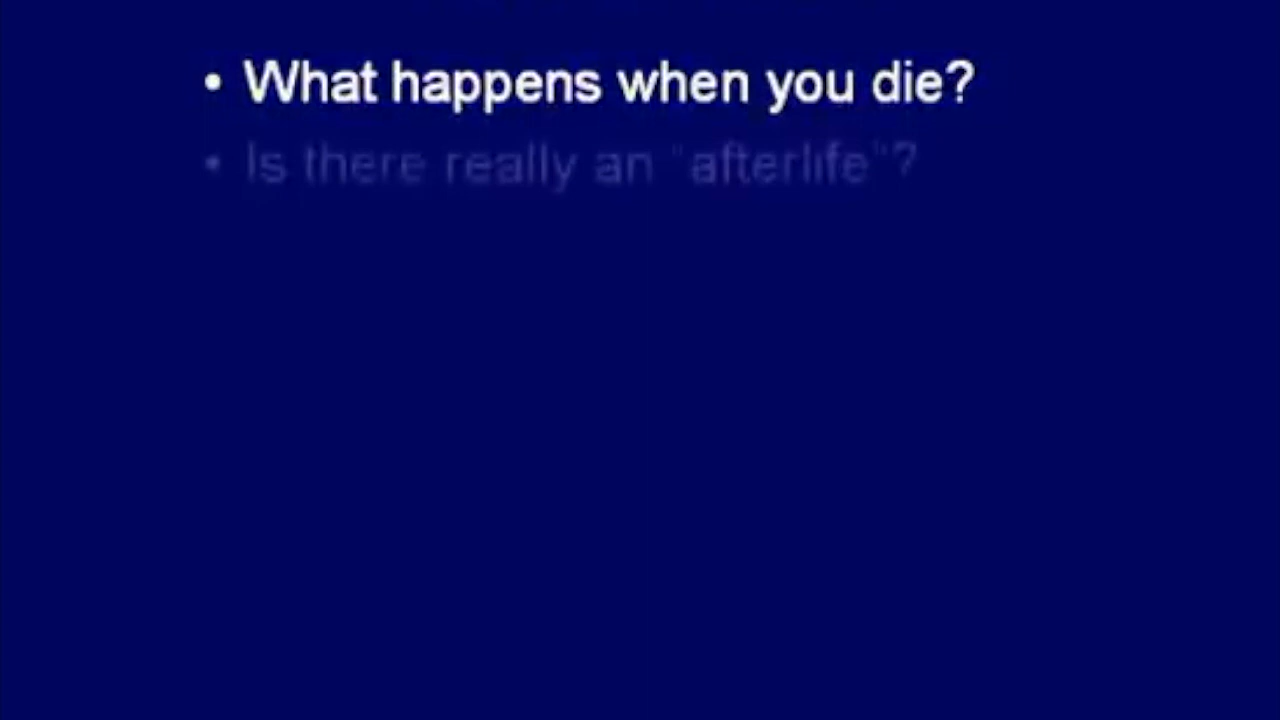 • What happens when you die?
• Is there really an "afterlife"?